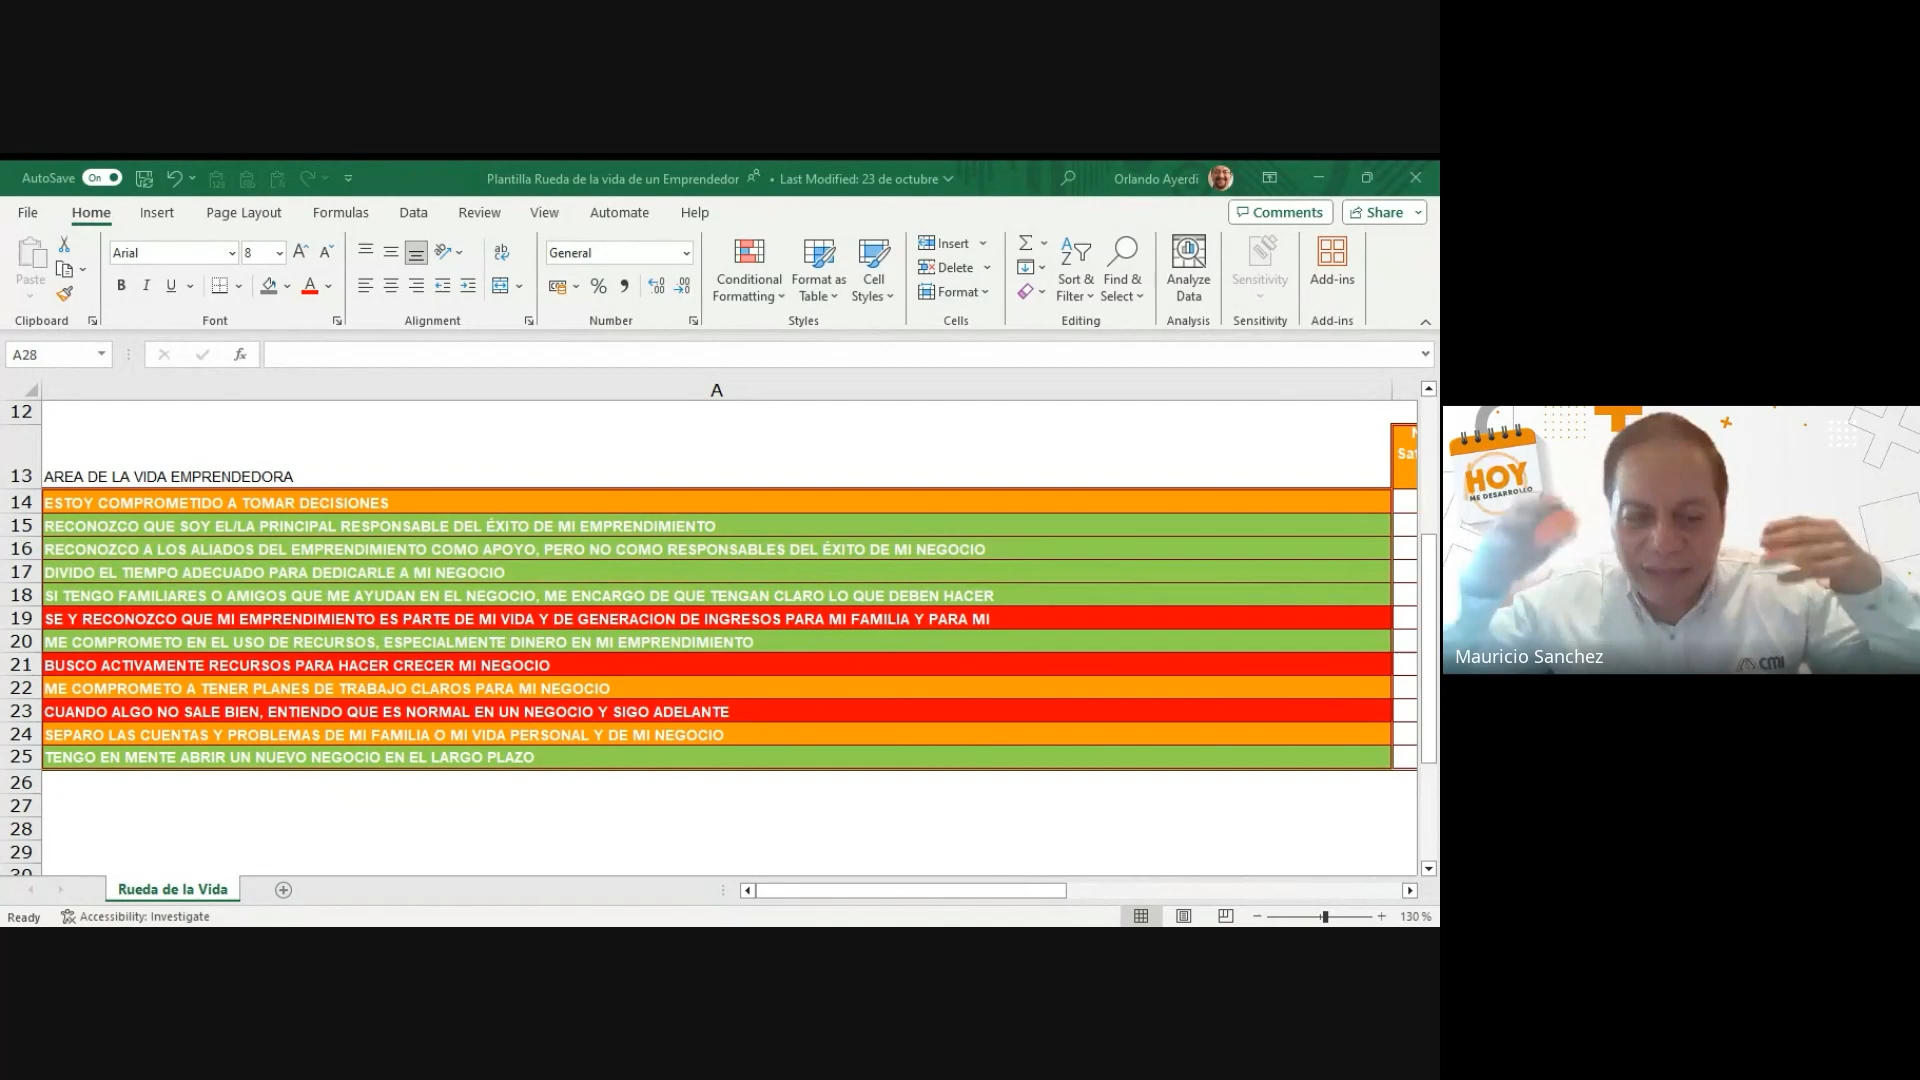 AutoSave On Plantilla Rueda de la vida de un Emprendedor • Last Modified: 23 de octubre Orlando Ayerdi
File Home Insert Page Layout Formulas Data Review View Automate Help Comments Share
Paste
Clipboard
Arial 8
B I U
Font
ab
Alignment
General
Number
Conditional Formatting
Format as Table
Cell Styles
Styles
Insert
Delete
Format
Cells
Sort & Filter
Find & Select
Editing
Analyze Data
Analysis
Sensitivity
Sensitivity
Add-ins
Add-ins
A28 fx
A
12
13 AREA DE LA VIDA EMPRENDEDORA
14 ESTOY COMPROMETIDO A TOMAR DECISIONES
15 RECONOZCO QUE SOY EL/LA PRINCIPAL RESPONSABLE DEL ÉXITO DE MI EMPRENDIMIENTO
16 RECONOZCO A LOS ALIADOS DEL EMPRENDIMIENTO COMO APOYO, PERO NO COMO RESPONSABLES DEL ÉXITO DE MI NEGOCIO
17 DIVIDO EL TIEMPO ADECUADO PARA DEDICARLE A MI NEGOCIO
18 SI TENGO FAMILIARES O AMIGOS QUE ME AYUDAN EN EL NEGOCIO, ME ENCARGO DE QUE TENGAN CLARO LO QUE DEBEN HACER
19 SE Y RECONOZCO QUE MI EMPRENDIMIENTO ES PARTE DE MI VIDA Y DE GENERACION DE INGRESOS PARA MI FAMILIA Y PARA MI
20 ME COMPROMETO EN EL USO DE RECURSOS, ESPECIALMENTE DINERO EN MI EMPRENDIMIENTO
21 BUSCO ACTIVAMENTE RECURSOS PARA HACER CRECER MI NEGOCIO
22 ME COMPROMETO A TENER PLANES DE TRABAJO CLAROS PARA MI NEGOCIO
23 CUANDO ALGO NO SALE BIEN, ENTIENDO QUE ES NORMAL EN UN NEGOCIO Y SIGO ADELANTE
24 SEPARO LAS CUENTAS Y PROBLEMAS DE MI FAMILIA O MI VIDA PERSONAL Y DE MI NEGOCIO
25 TENGO EN MENTE ABRIR UN NUEVO NEGOCIO EN EL LARGO PLAZO
26
27
28
29
Rueda de la Vida
Ready Accessibility: Investigate 130 %
HOY
ME DESARROLLO
cmi
Mauricio Sanchez